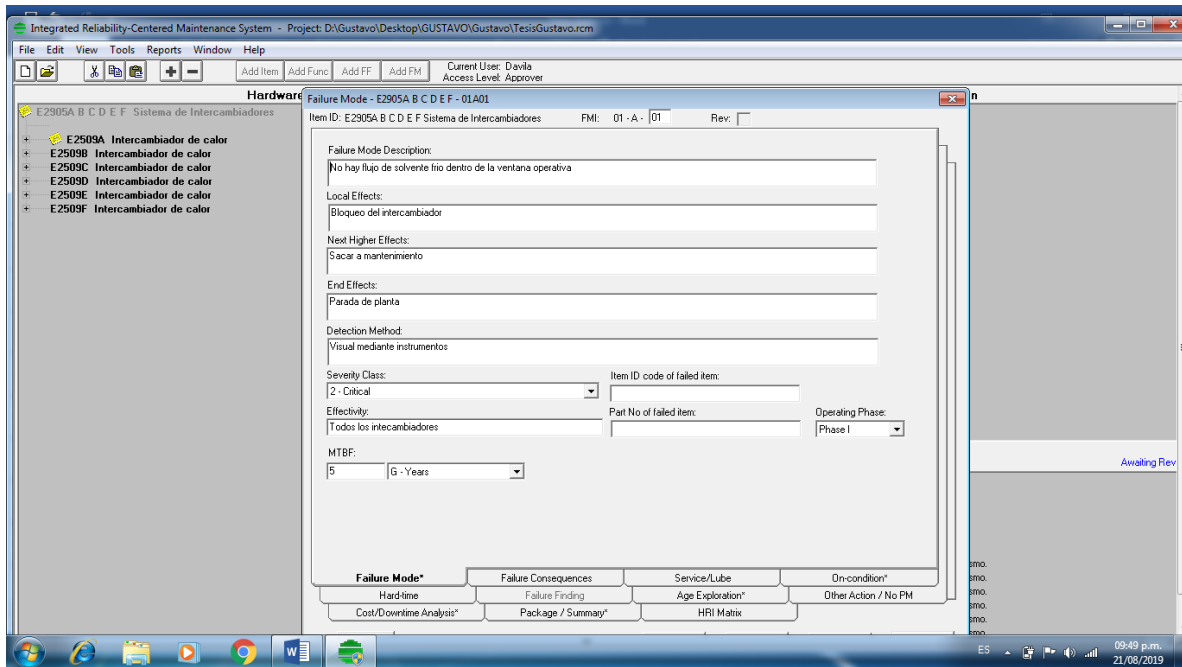 Integrated Reliability-Centered Maintenance System - Project: D:\Gustavo\Desktop\GUSTAVO\Gustavo\TesisGustavo.rcm
File Edit View Tools Reports Window Help
Add Item Add Func Add FF Add FM
Current User: Davila
Access Level: Approver
Hardware
n
E2905A B C D E F Sistema de Intercambiadores
E2509A Intercambiador de calor
E2509B Intercambiador de calor
E2509C Intercambiador de calor
E2509D Intercambiador de calor
E2509E Intercambiador de calor
E2509F Intercambiador de calor
Failure Mode - E2905A B C D E F - 01A01
Item ID: E2905A B C D E F Sistema de Intercambiadores FMI: 01 - A - 01 Rev:
Failure Mode Description:
No hay flujo de solvente frio dentro de la ventana operativa
Local Effects:
Bloqueo del intercambiador
Next Higher Effects:
Sacar a mantenimiento
End Effects:
Parada de planta
Detection Method:
Visual mediante instrumentos
Severity Class: Item ID code of failed item:
2 - Critical
Effectivity: Part No of failed item: Operating Phase:
Todos los intecambiadores Phase I
MTBF:
5 G - Years
Awaiting Rev
Failure Mode* Failure Consequences Service/Lube On-condition*
Hard-time Failure Finding Age Exploration* Other Action / No PM
Cost/Downtime Analysis* Package / Summary* HRI Matrix
smo.
smo.
smo.
smo.
smo.
smo
ES 09:49 p.m.
21/08/2019